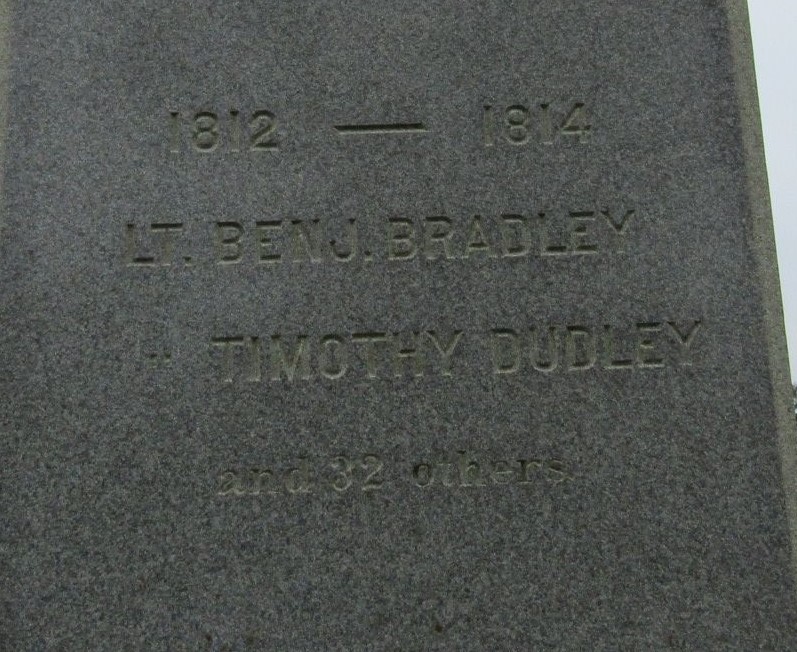 1812 — 1814
LT. BENJ. BRADLEY
" TIMOTHY DUDLEY
and 32 others